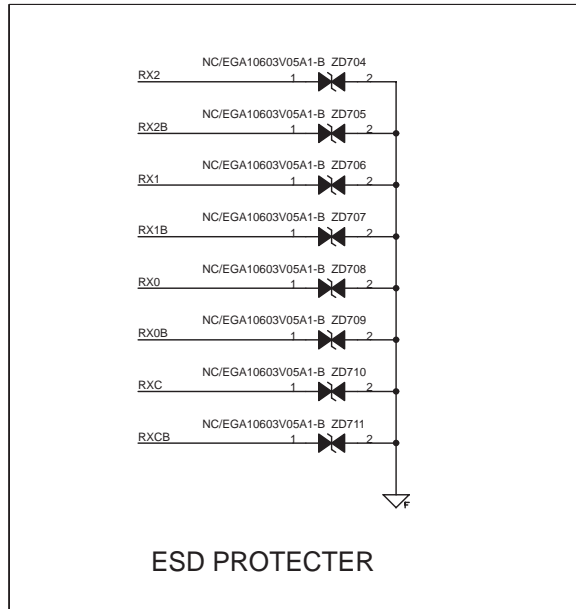 NC/EGA10603V05A1-B ZD704
RX2 1 2
NC/EGA10603V05A1-B ZD705
RX2B 1 2
NC/EGA10603V05A1-B ZD706
RX1 1 2
NC/EGA10603V05A1-B ZD707
RX1B 1 2
NC/EGA10603V05A1-B ZD708
RX0 1 2
NC/EGA10603V05A1-B ZD709
RX0B 1 2
NC/EGA10603V05A1-B ZD710
RXC 1 2
NC/EGA10603V05A1-B ZD711
RXCB 1 2
F
ESD PROTECTER